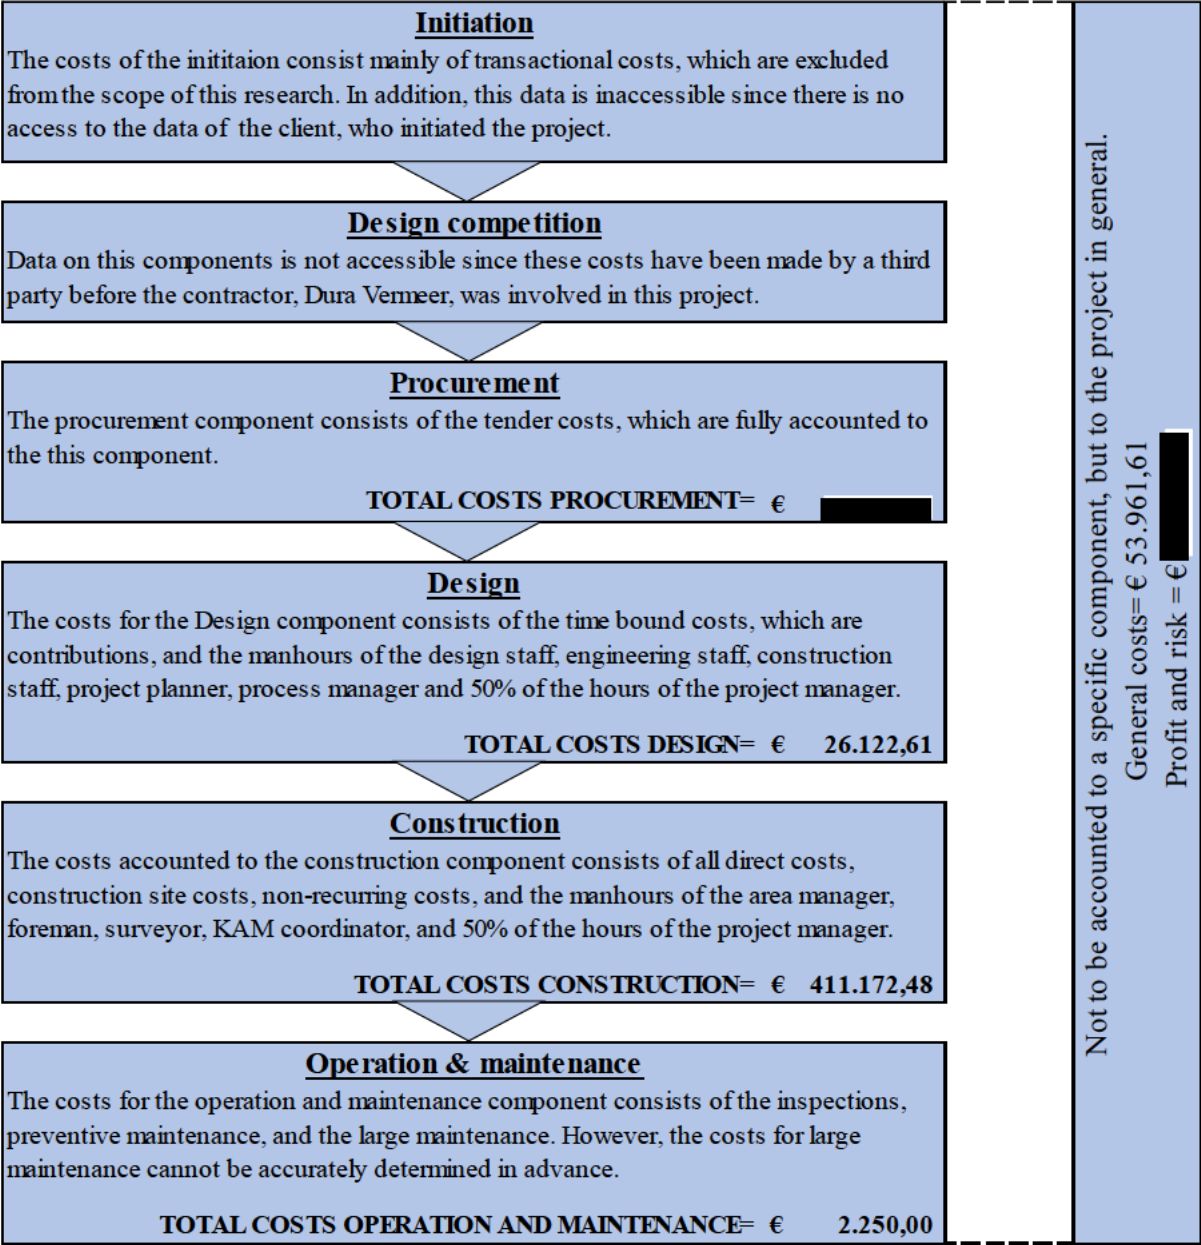 Initiation
The costs of the inititaion consist mainly of transactional costs, which are excluded
from the scope of this research. In addition, this data is inaccessible since there is no
access to the data of the client, who initiated the project.
Design competition
Data on this components is not accessible since these costs have been made by a third
party before the contractor, Dura Vermeer, was involved in this project.
Procurement
The procurement component consists of the tender costs, which are fully accounted to
the this component.
TOTAL COSTS PROCUREMENT= €
Design
The costs for the Design component consists of the time bound costs, which are
contributions, and the manhours of the design staff, engineering staff, construction
staff, project planner, process manager and 50% of the hours of the project manager.
TOTAL COSTS DESIGN= € 26.122,61
Construction
The costs accounted to the construction component consists of all direct costs,
construction site costs, non-recurring costs, and the manhours of the area manager,
foreman, surveyor, KAM coordinator, and 50% of the hours of the project manager.
TOTAL COSTS CONSTRUCTION= € 411.172,48
Operation & maintenance
The costs for the operation and maintenance component consists of the inspections,
preventive maintenance, and the large maintenance. However, the costs for large
maintenance cannot be accurately determined in advance.
TOTAL COSTS OPERATION AND MAINTENANCE= € 2.250,00
Not to be accounted to a specific component, but to the project in general.
General costs= € 53.961,61
Profit and risk = €